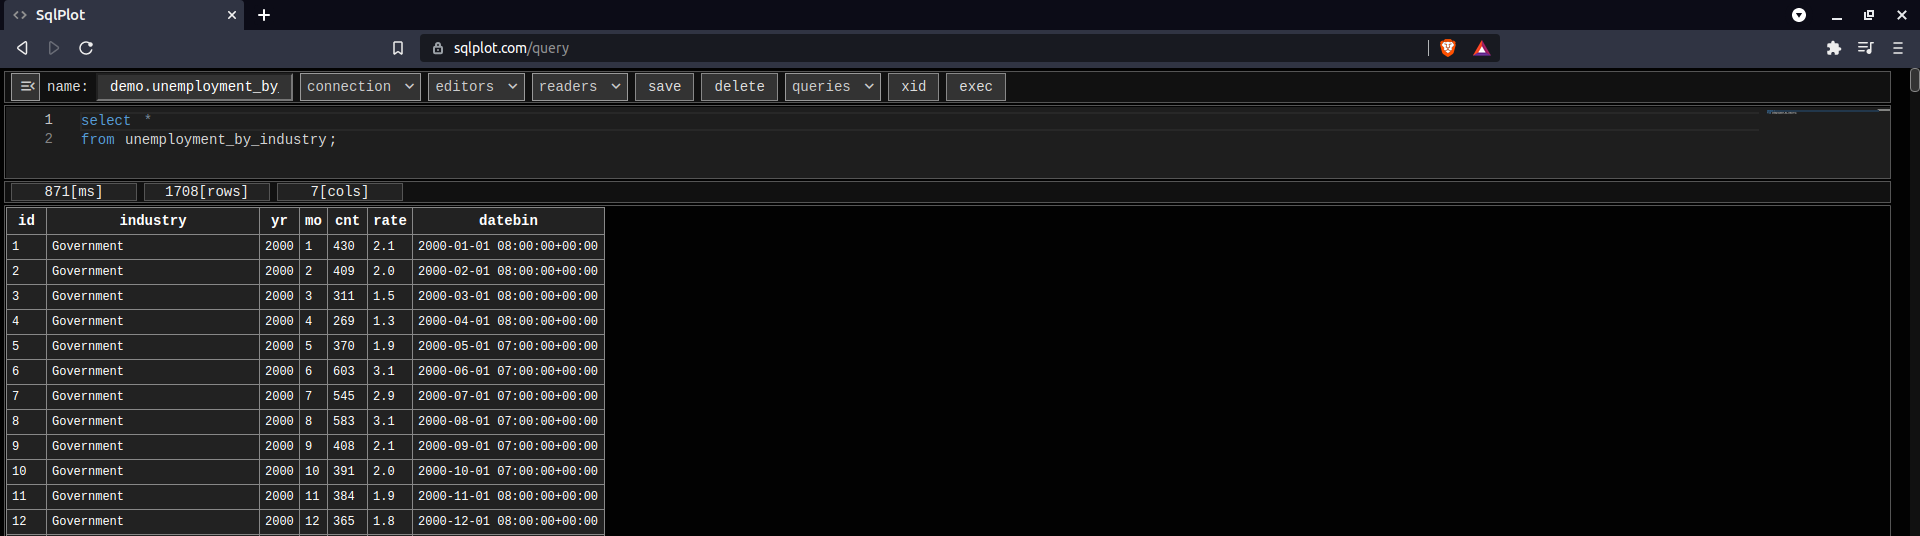 SqlPlot
sqlplot.com/query
name: demo.unemployment_by connection editors readers save delete queries xid exec
1 select *
2 from unemployment_by_industry;
871[ms] 1708[rows] 7[cols]
id industry yr mo cnt rate datebin
1 Government 2000 1 430 2.1 2000-01-01 08:00:00+00:00
2 Government 2000 2 409 2.0 2000-02-01 08:00:00+00:00
3 Government 2000 3 311 1.5 2000-03-01 08:00:00+00:00
4 Government 2000 4 269 1.3 2000-04-01 08:00:00+00:00
5 Government 2000 5 370 1.9 2000-05-01 07:00:00+00:00
6 Government 2000 6 603 3.1 2000-06-01 07:00:00+00:00
7 Government 2000 7 545 2.9 2000-07-01 07:00:00+00:00
8 Government 2000 8 583 3.1 2000-08-01 07:00:00+00:00
9 Government 2000 9 408 2.1 2000-09-01 07:00:00+00:00
10 Government 2000 10 391 2.0 2000-10-01 07:00:00+00:00
11 Government 2000 11 384 1.9 2000-11-01 08:00:00+00:00
12 Government 2000 12 365 1.8 2000-12-01 08:00:00+00:00